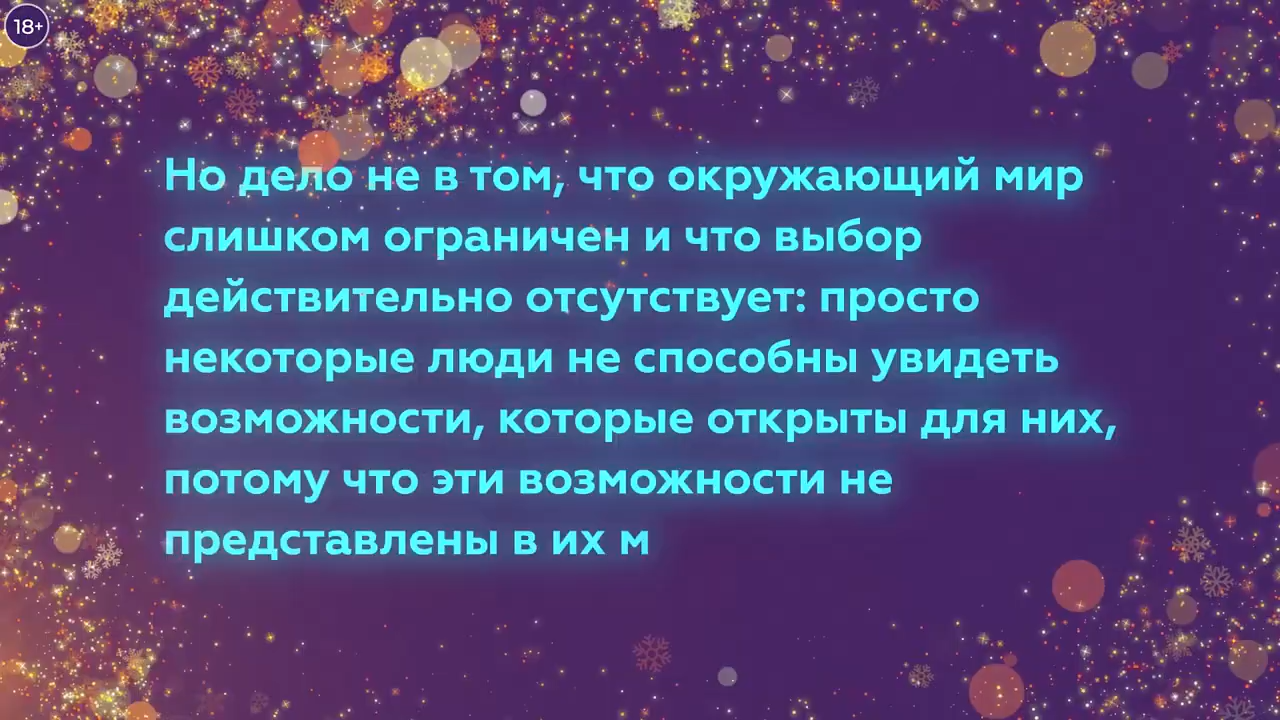 18+
Но дело не в том, что окружающий мир
слишком ограничен и что выбор
действительно отсутствует: просто
некоторые люди не способны увидеть
возможности, которые открыты для них,
потому что эти возможности не
представлены в их м